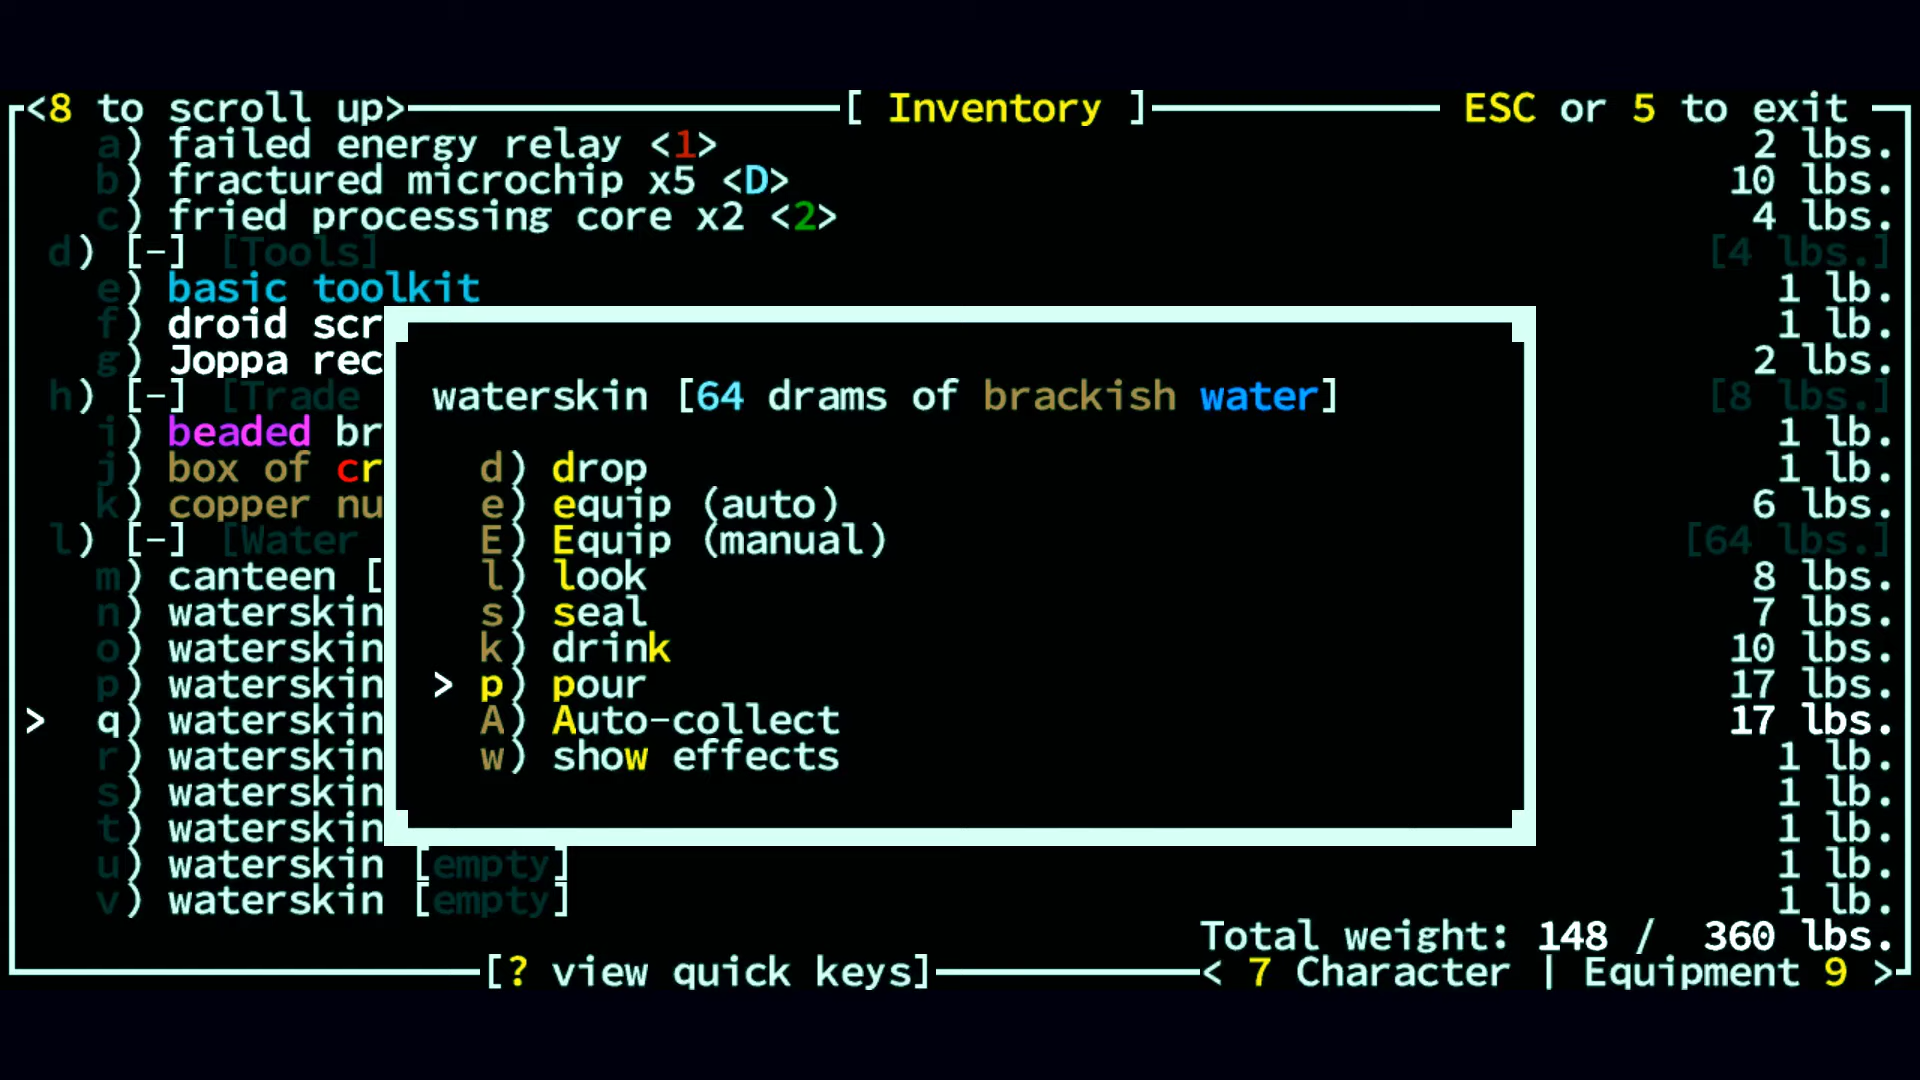 <8 to scroll up> [ Inventory ] ESC or 5 to exit
a) failed energy relay <1> 2 lbs.
b) fractured microchip x5 <D> 10 lbs.
c) fried processing core x2 <2> 4 lbs.
d) [-] [Tools] [4 lbs.]
e) basic toolkit 1 lb.
f) droid scr 1 lb.
g) Joppa rec 2 lbs.
h) [-] [Trade [8 lbs.]
i) beaded br 1 lb.
j) box of cr 1 lb.
k) copper nu 6 lbs.
l) [-] [Water [64 lbs.]
m) canteen [ 8 lbs.
n) waterskin 7 lbs.
o) waterskin 10 lbs.
p) waterskin 17 lbs.
> q) waterskin 17 lbs.
r) waterskin 1 lb.
s) waterskin 1 lb.
t) waterskin 1 lb.
u) waterskin [empty] 1 lb.
v) waterskin [empty] 1 lb.
waterskin [64 drams of brackish water]
d) drop
e) equip (auto)
E) Equip (manual)
l) look
s) seal
k) drink
> p) pour
A) Auto-collect
w) show effects
Total weight: 148 / 360 lbs.
[? view quick keys] < 7 Character | Equipment 9 >